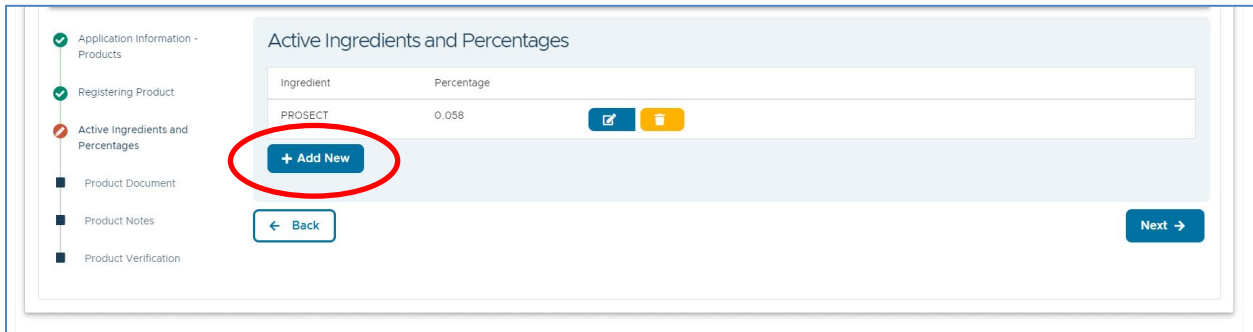 Application Information -
Products
Registering Product
Active Ingredients and
Percentages
Product Document
Product Notes
Product Verification
Active Ingredients and Percentages
Ingredient Percentage
PROSECT 0.058
+ Add New
← Back
Next →